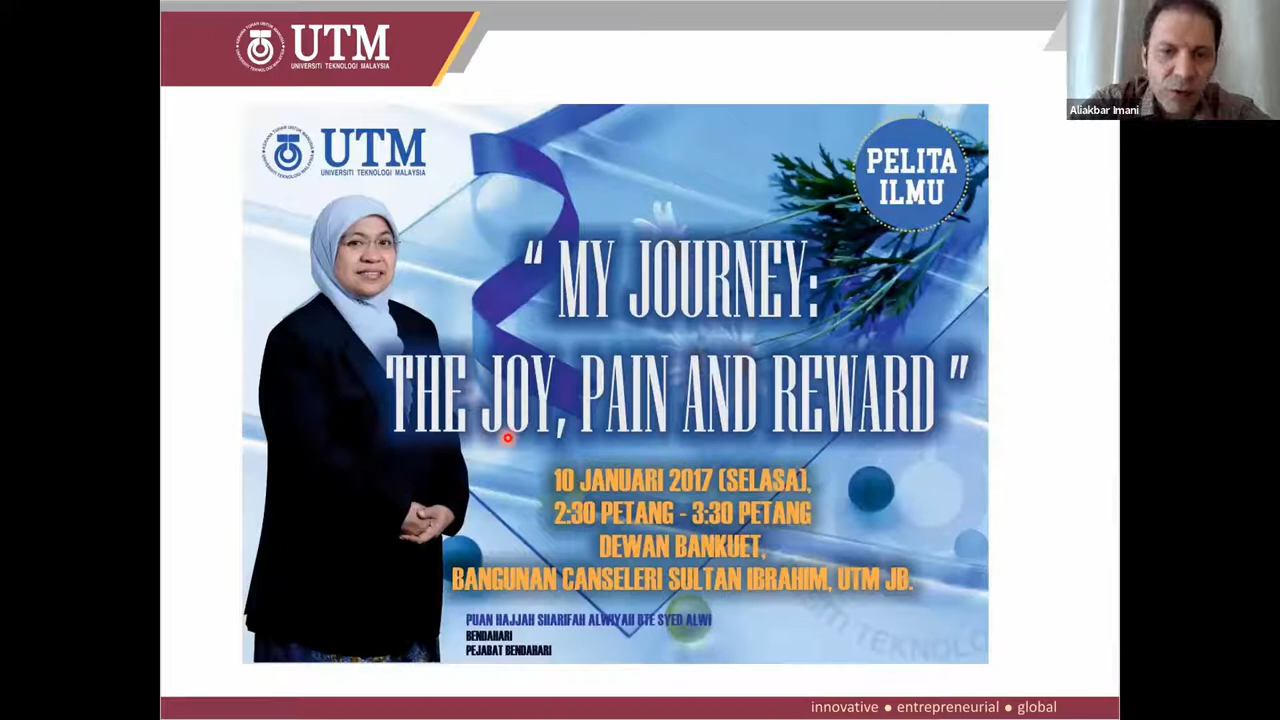 UTM
UNIVERSITI TEKNOLOGI MALAYSIA
Aliakbar Imani
UTM
UNIVERSITI TEKNOLOGI MALAYSIA
PELITA
ILMU
“ MY JOURNEY:
THE JOY, PAIN AND REWARD ”
10 JANUARI 2017 (SELASA),
2:30 PETANG - 3:30 PETANG
DEWAN BANKUET,
BANGUNAN CANSELERI SULTAN IBRAHIM, UTM JB.
PUAN HAJJAH SHARIFAH ALWIYAH BTE SYED ALWI
BENDAHARI
PEJABAT BENDAHARI
innovative ● entrepreneurial ● global